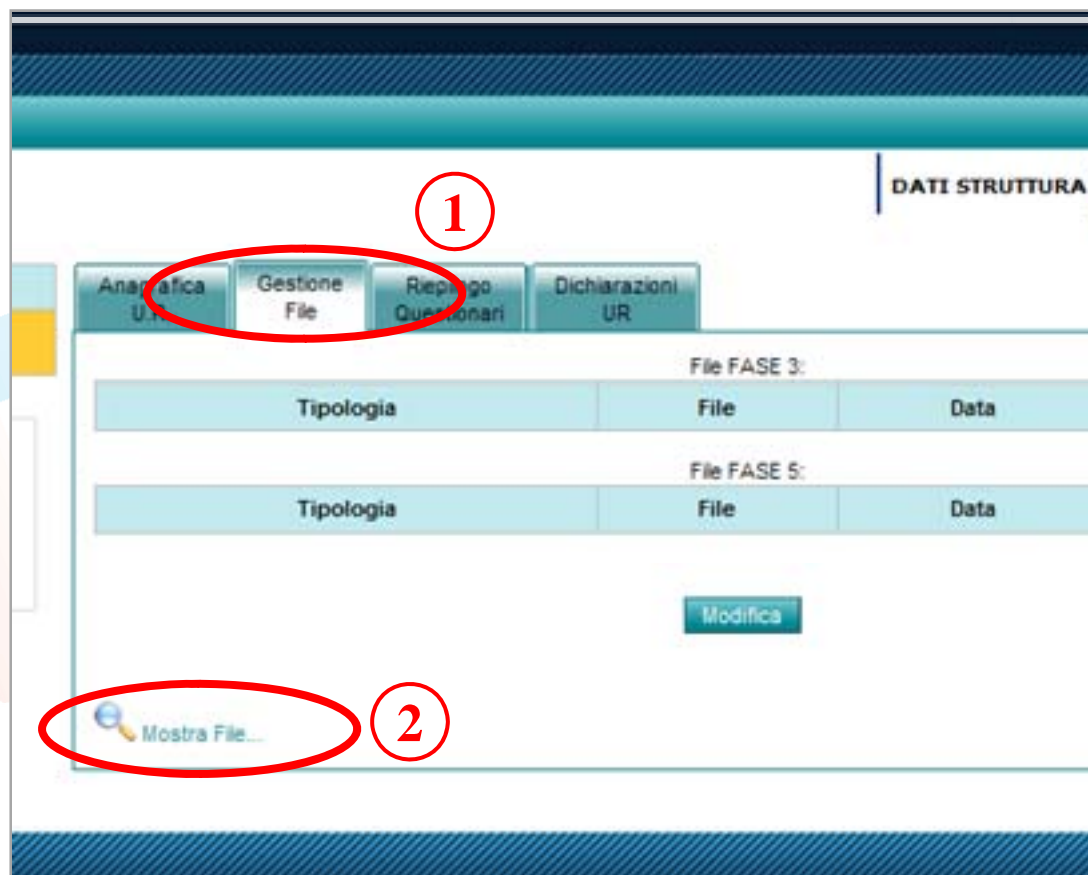 DATI STRUTTURA
1
Anagrafica
U.R.
Gestione
File
Riepilogo
Questionari
Dichiarazioni
UR
File FASE 3:
Tipologia File Data
File FASE 5:
Tipologia File Data
Modifica
Mostra File...
2